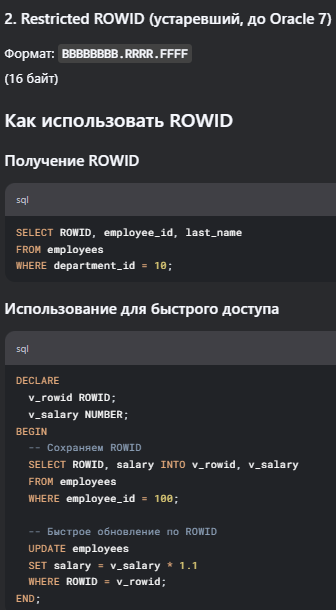 2. Restricted ROWID (устаревший, до Oracle 7)
Формат: BBBBBBBB.RRRR.FFFF
(16 байт)
Как использовать ROWID
Получение ROWID
sql
SELECT ROWID, employee_id, last_name
FROM employees
WHERE department_id = 10;
Использование для быстрого доступа
sql
DECLARE
  v_rowid ROWID;
  v_salary NUMBER;
BEGIN
  -- Сохраняем ROWID
  SELECT ROWID, salary INTO v_rowid, v_salary
  FROM employees
  WHERE employee_id = 100;
  -- Быстрое обновление по ROWID
  UPDATE employees
  SET salary = v_salary * 1.1
  WHERE ROWID = v_rowid;
END;